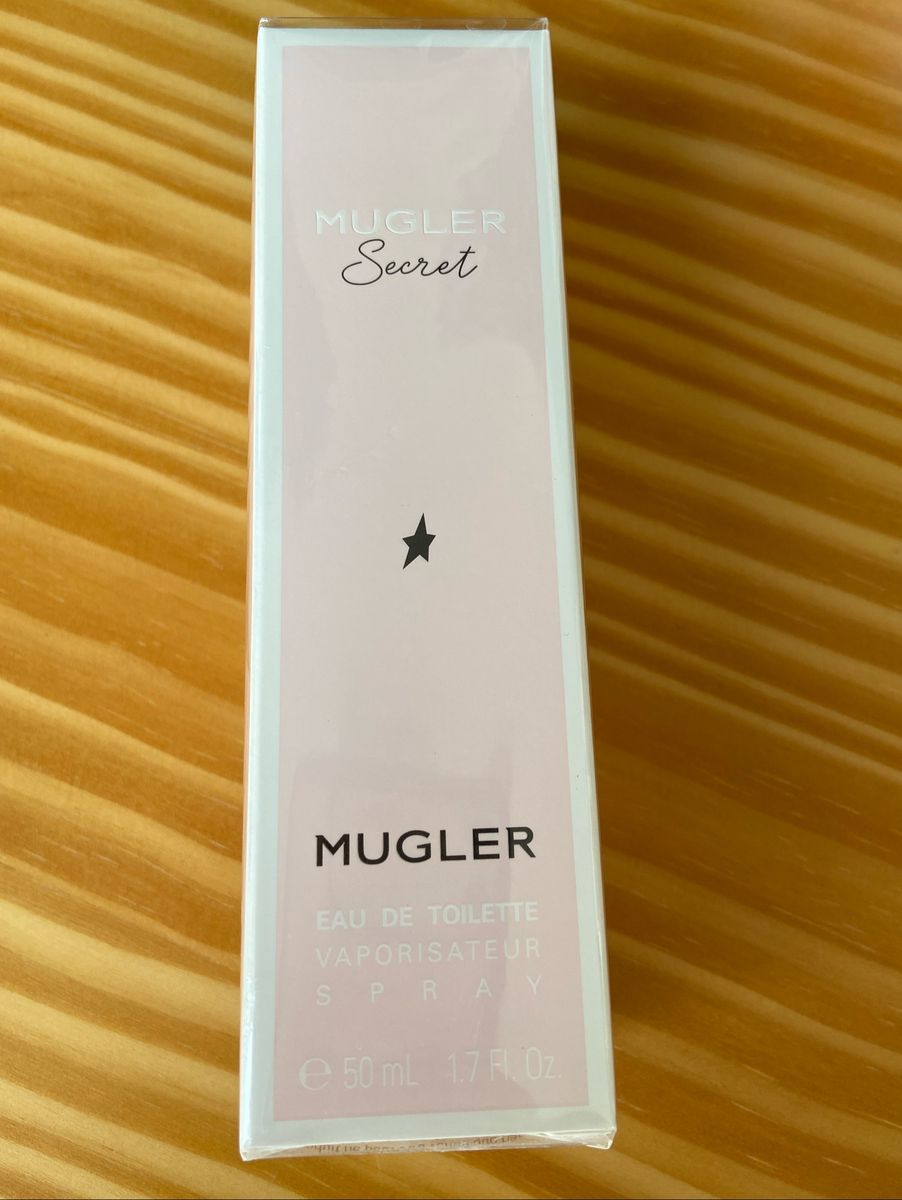 MUGLER
Secret
MUGLER
EAU DE TOILETTE
VAPORISATEUR
SPRAY
℮ 50 mL 1.7 Fl. Oz.